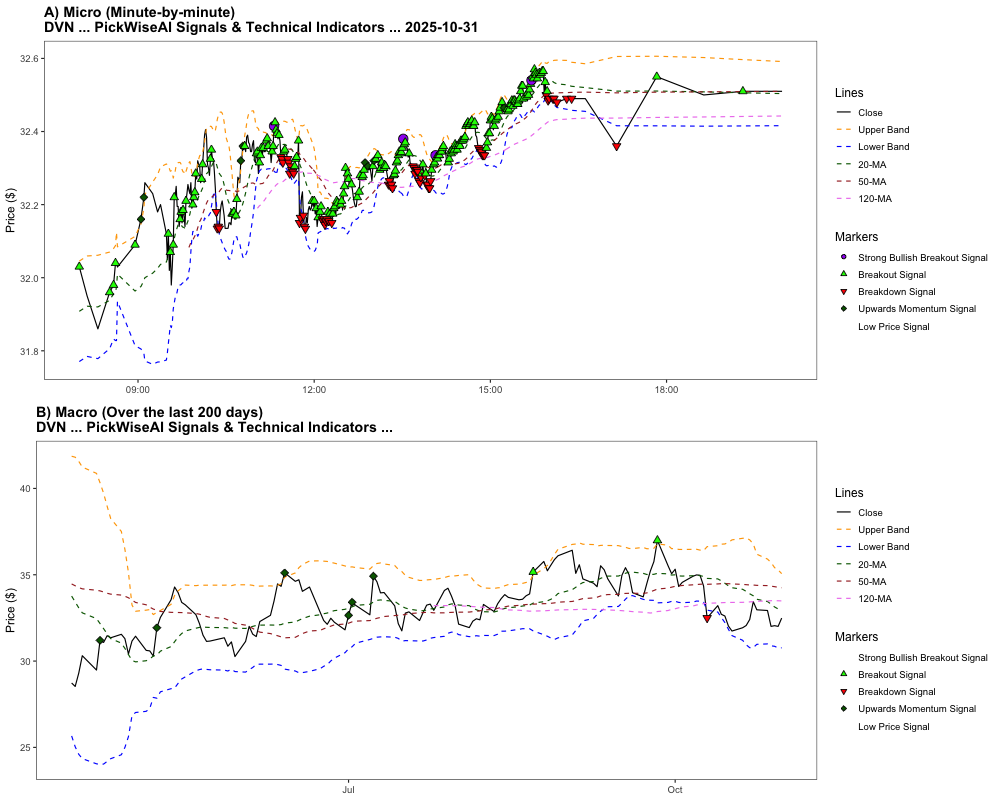 A) Micro (Minute-by-minute)
DVN ... PickWiseAI Signals & Technical Indicators ... 2025-10-31
Price ($)
32.6
32.4
32.2
32.0
31.8
09:00
12:00
15:00
18:00
Lines
Close
Upper Band
Lower Band
20-MA
50-MA
120-MA
Markers
Strong Bullish Breakout Signal
Breakout Signal
Breakdown Signal
Upwards Momentum Signal
Low Price Signal
B) Macro (Over the last 200 days)
DVN ... PickWiseAI Signals & Technical Indicators ...
Price ($)
40
35
30
25
Jul
Oct
Lines
Close
Upper Band
Lower Band
20-MA
50-MA
120-MA
Markers
Strong Bullish Breakout Signal
Breakout Signal
Breakdown Signal
Upwards Momentum Signal
Low Price Signal